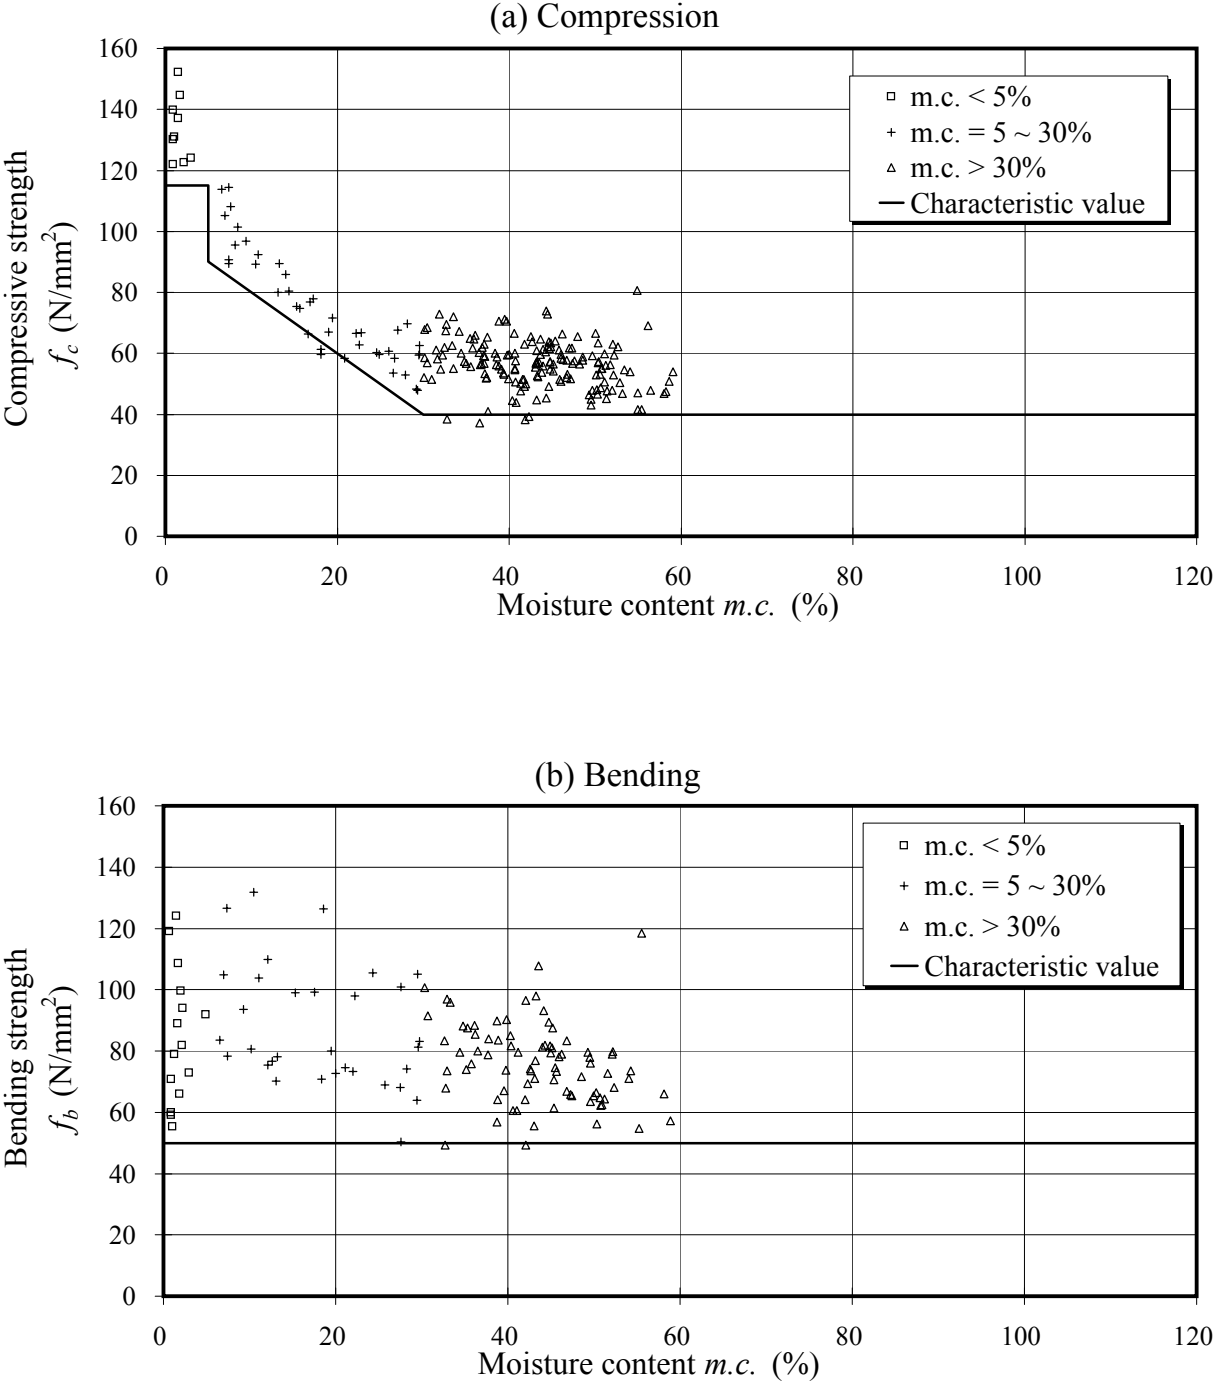 (a) Compression
160
140
120
100
80
60
40
20
0
Compressive strength
f_c (N/mm²)
m.c. < 5%
m.c. = 5 ~ 30%
m.c. > 30%
Characteristic value
0 20 40 60 80 100 120
Moisture content m.c. (%)
(b) Bending
160
140
120
100
80
60
40
20
0
Bending strength
f_b (N/mm²)
m.c. < 5%
m.c. = 5 ~ 30%
m.c. > 30%
Characteristic value
0 20 40 60 80 100 120
Moisture content m.c. (%)